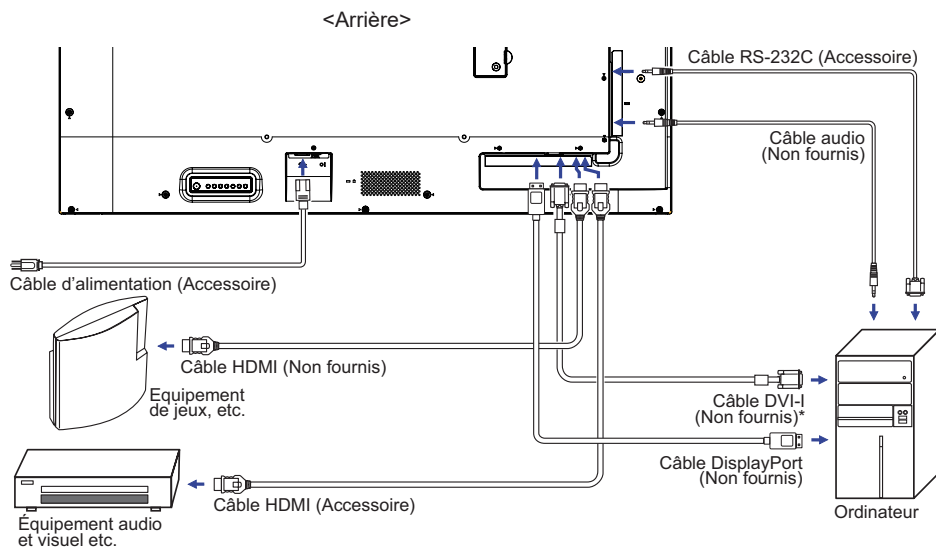 <Arrière>
Câble RS-232C (Accessoire)
Câble audio
(Non fournis)
Câble d'alimentation (Accessoire)
Câble HDMI (Non fournis)
Equipement
de jeux, etc.
Câble DVI-I
(Non fournis)*
Câble DisplayPort
(Non fournis)
Câble HDMI (Accessoire)
Ordinateur
Équipement audio
et visuel etc.